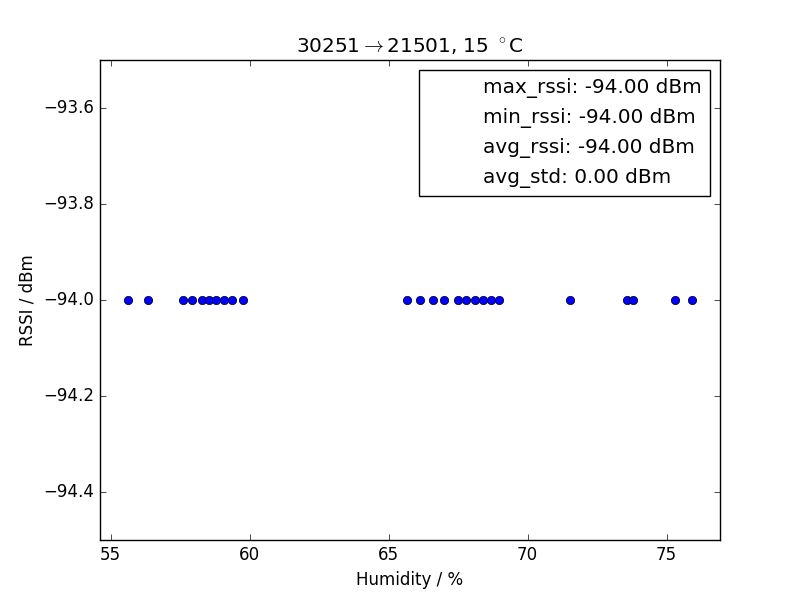 30251→21501, 15 °C
max_rssi: -94.00 dBm
min_rssi: -94.00 dBm
avg_rssi: -94.00 dBm
avg_std: 0.00 dBm
RSSI / dBm
−93.6
−93.8
−94.0
−94.2
−94.4
55 60 65 70 75
Humidity / %